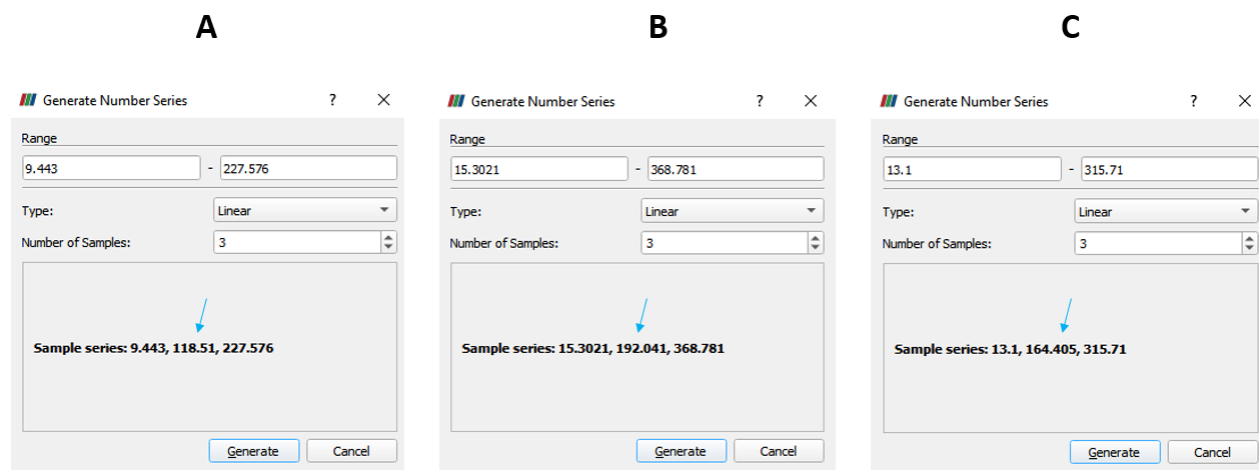 A
B
C
Generate Number Series ? ×
Range
9.443 - 227.576
Type: Linear
Number of Samples: 3
Sample series: 9.443, 118.51, 227.576
Generate Cancel
Generate Number Series ? ×
Range
15.3021 - 368.781
Type: Linear
Number of Samples: 3
Sample series: 15.3021, 192.041, 368.781
Generate Cancel
Generate Number Series ? ×
Range
13.1 - 315.71
Type: Linear
Number of Samples: 3
Sample series: 13.1, 164.405, 315.71
Generate Cancel